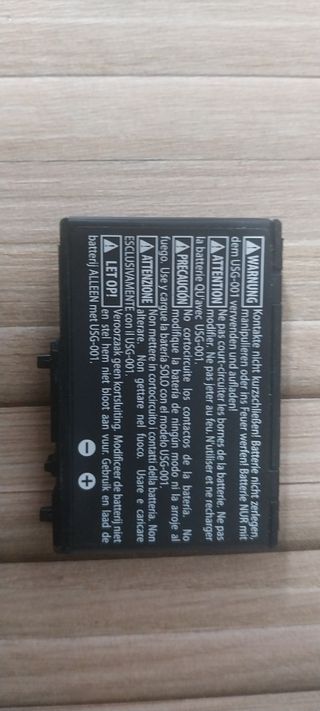 ⚠ WARNUNG Kontakte nicht kurzschließen! Batterie nicht zerlegen,
manipulieren oder ins Feuer werfen! Batterie NUR mit
dem USG-001 verwenden und aufladen!
⚠ ATTENTION Ne pas court-circuiter les bornes de la batterie. Ne pas
modifier. Ne pas jeter au feu. N'utiliser et ne recharger
la batterie QU'avec USG-001.
⚠ PRECAUCIÓN No cortocircuite los contactos de la batería. No
modifique la batería de ningún modo ni la arroje al
fuego. Use y cargue la batería SOLO con el modelo USG-001.
⚠ ATTENZIONE Non mettere in cortocircuito i contatti della batteria. Non
alterare. Non gettare nel fuoco. Usare e caricare
ESCLUSIVAMENTE con il USG-001.
⚠ LET OP! Veroorzaak geen kortsluiting. Modificeer de batterij niet
en stel hem niet bloot aan vuur. Gebruik en laad de
batterij ALLEEN met USG-001.
− +